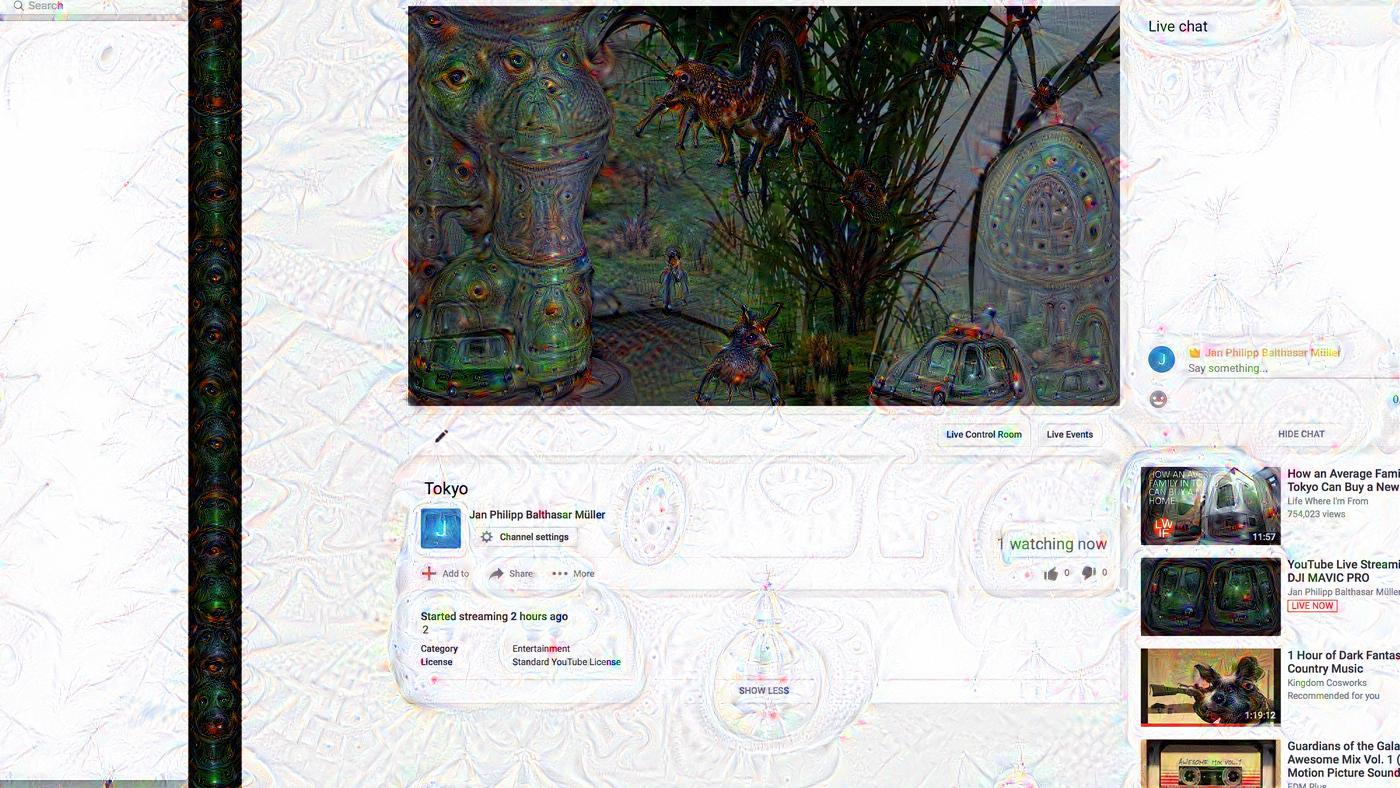 Search
Live chat
J
Jan Philipp Balthasar Müller
Say something...
0
HIDE CHAT
Live Control Room
Live Events
Tokyo
J
Jan Philipp Balthasar Müller
Channel settings
1 watching now
Add to
Share
More
0
0
Started streaming 2 hours ago
2
Category
Entertainment
License
Standard YouTube License
SHOW LESS
HOW AN AVE
FAMILY IN TO
CAN BUY A
HOME
LW
IF
11:57
How an Average Fami
Tokyo Can Buy a New
Life Where I'm From
754,023 views
YouTube Live Streami
DJI MAVIC PRO
Jan Philipp Balthasar Mülle
LIVE NOW
1:19:12
1 Hour of Dark Fantas
Country Music
Kingdom Cosworks
Recommended for you
AWESOME MIX VOL. 1
Guardians of the Gala
Awesome Mix Vol. 1 (
Motion Picture Sound
EDM Plus